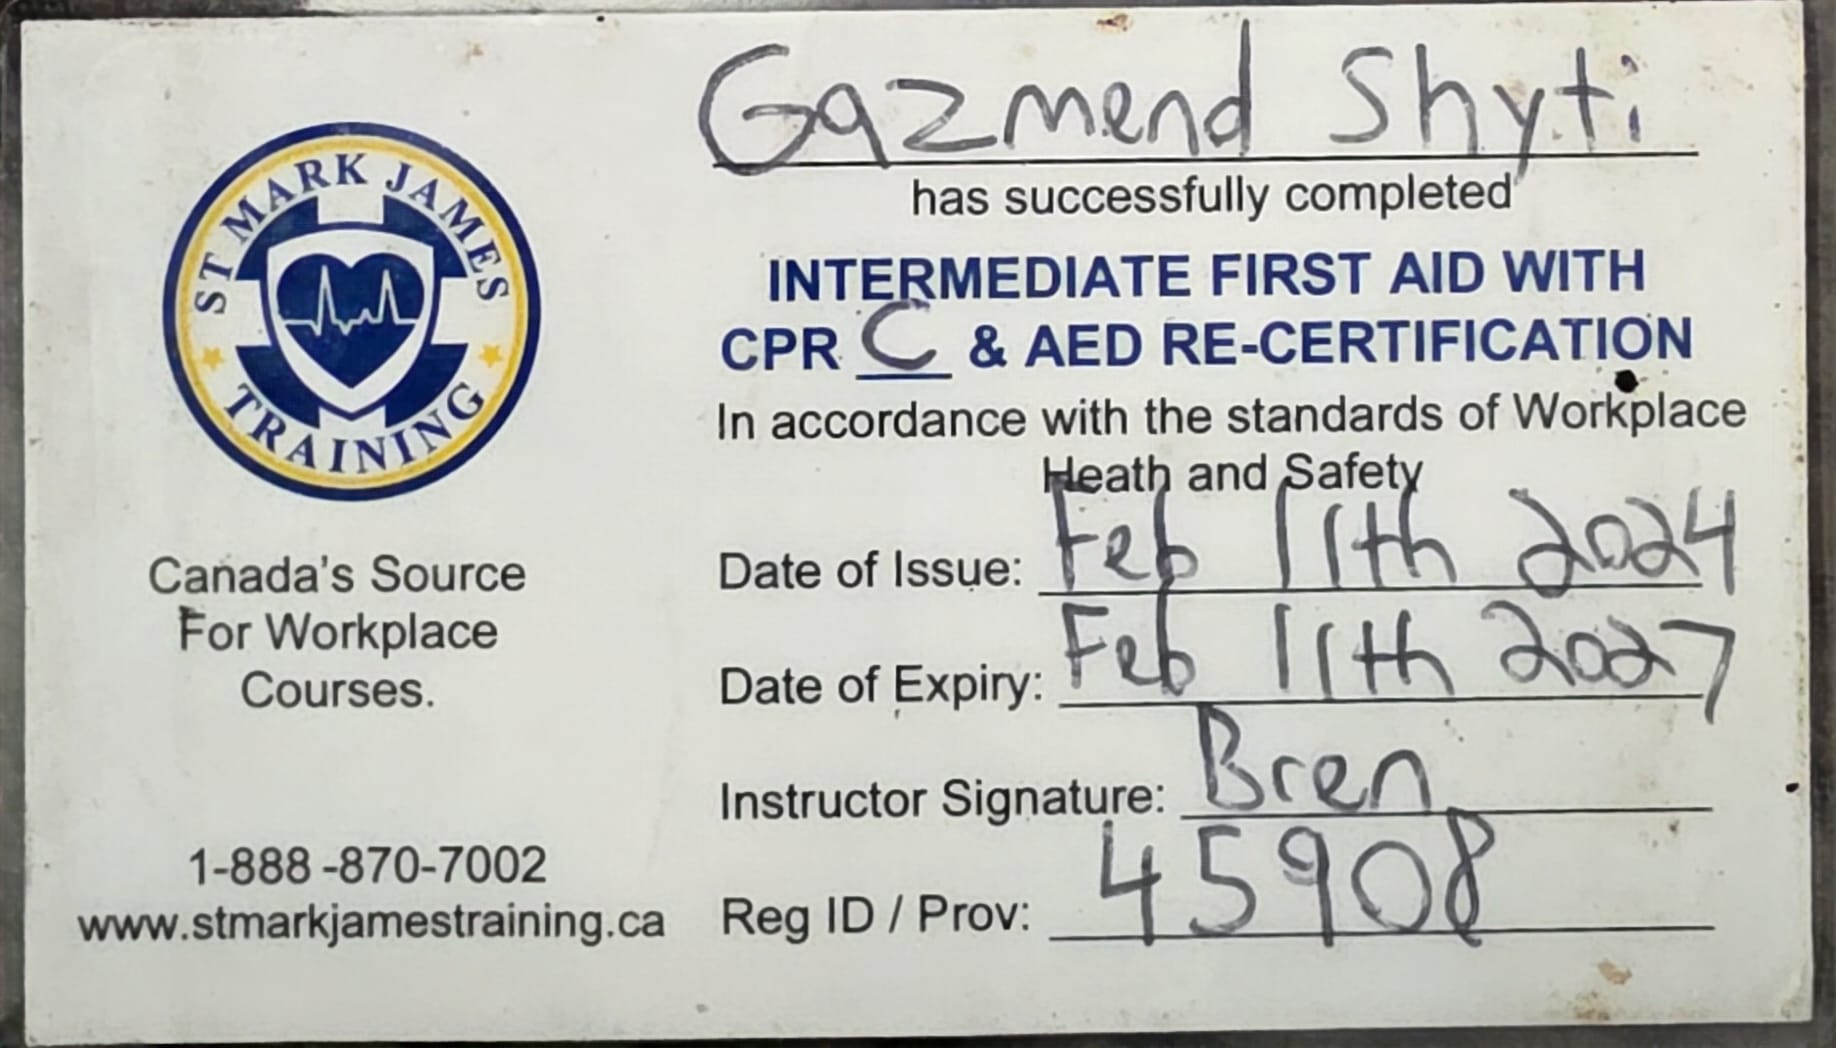 ST MARK JAMES
TRAINING
Canada's Source
For Workplace
Courses.
1-888 -870-7002
www.stmarkjamestraining.ca
Gazmend Shyti
has successfully completed
INTERMEDIATE FIRST AID WITH
CPR C & AED RE-CERTIFICATION
In accordance with the standards of Workplace
Heath and Safety
Date of Issue: Feb 11th 2024
Date of Expiry: Feb 11th 2027
Instructor Signature: Bren
Reg ID / Prov: 45908